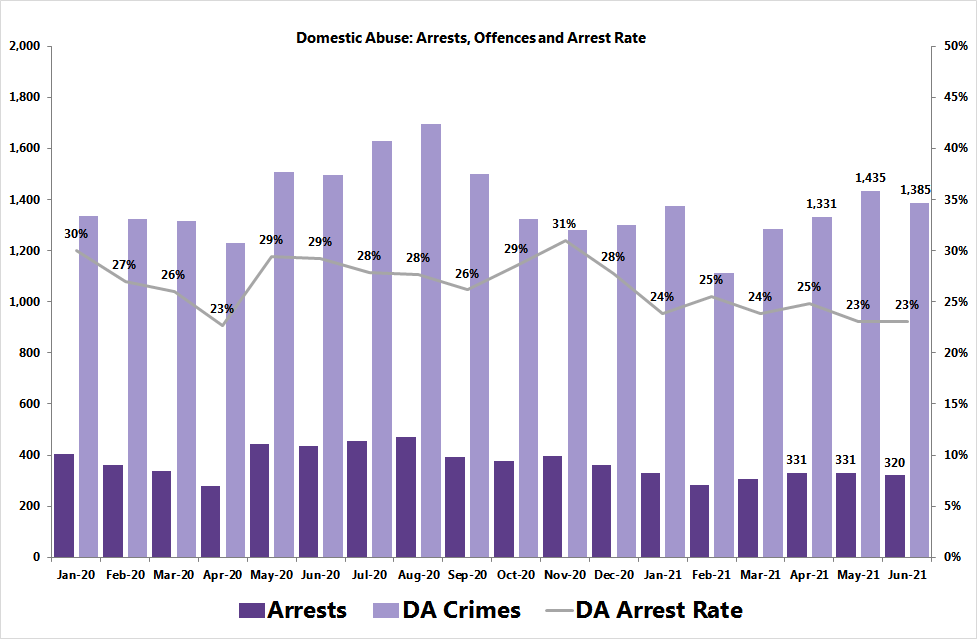 Domestic Abuse: Arrests, Offences and Arrest Rate
2,000 50%
1,800 45%
1,600 40%
1,400 35%
1,200 30%
1,000 25%
800 20%
600 15%
400 10%
200 5%
0 0%
1,435
1,385
1,331
30% 27% 26% 23% 29% 29% 28% 28% 26% 29% 31% 28% 24% 25% 24% 25% 23% 23%
331 331 320
Jan-20 Feb-20 Mar-20 Apr-20 May-20 Jun-20 Jul-20 Aug-20 Sep-20 Oct-20 Nov-20 Dec-20 Jan-21 Feb-21 Mar-21 Apr-21 May-21 Jun-21
Arrests DA Crimes DA Arrest Rate